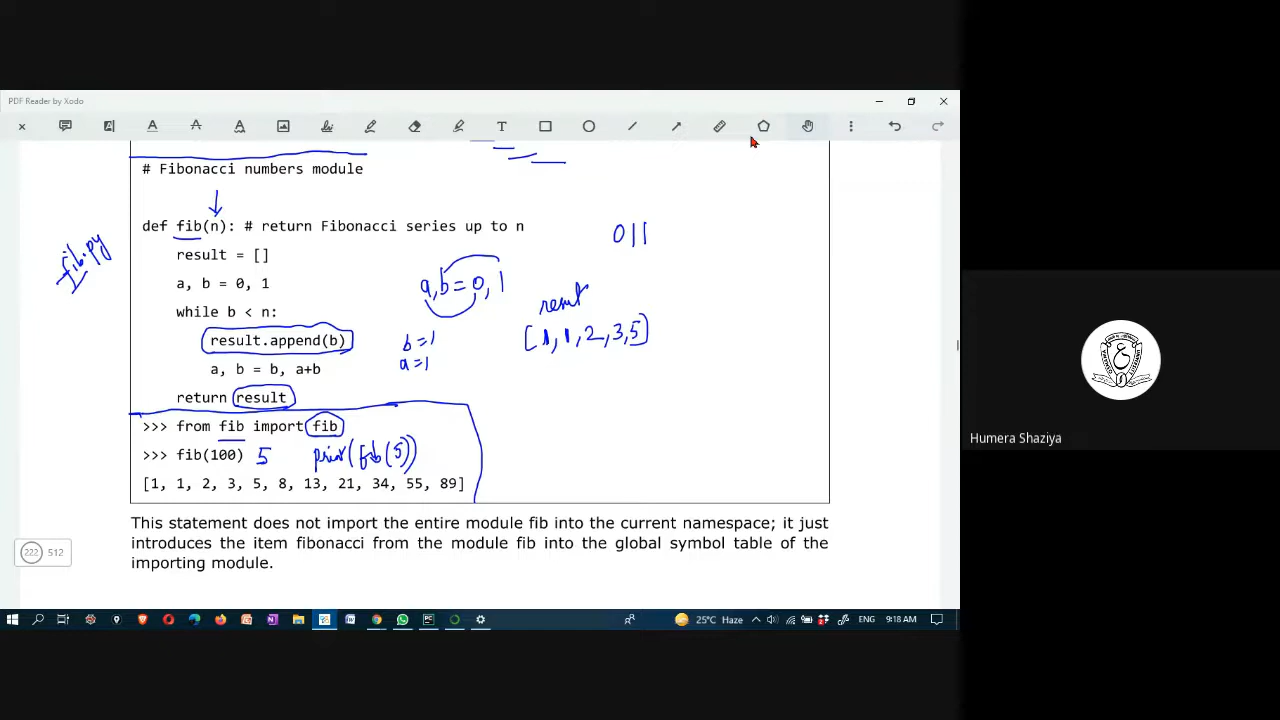 PDF Reader by Xodo
# Fibonacci numbers module
def fib(n): # return Fibonacci series up to n
011
fib.py
result = []
a, b = 0, 1
a,b = 0,1
while b < n:
result
result.append(b)
b=1
[1, 1, 2, 3, 5]
a=1
a, b = b, a+b
return result
>>> from fib import fib
>>> fib(100) 5 print(fib(5))
[1, 1, 2, 3, 5, 8, 13, 21, 34, 55, 89]
This statement does not import the entire module fib into the current namespace; it just
introduces the item fibonacci from the module fib into the global symbol table of the
importing module.
222 512
Humera Shaziya
25°C Haze ENG 9:18 AM